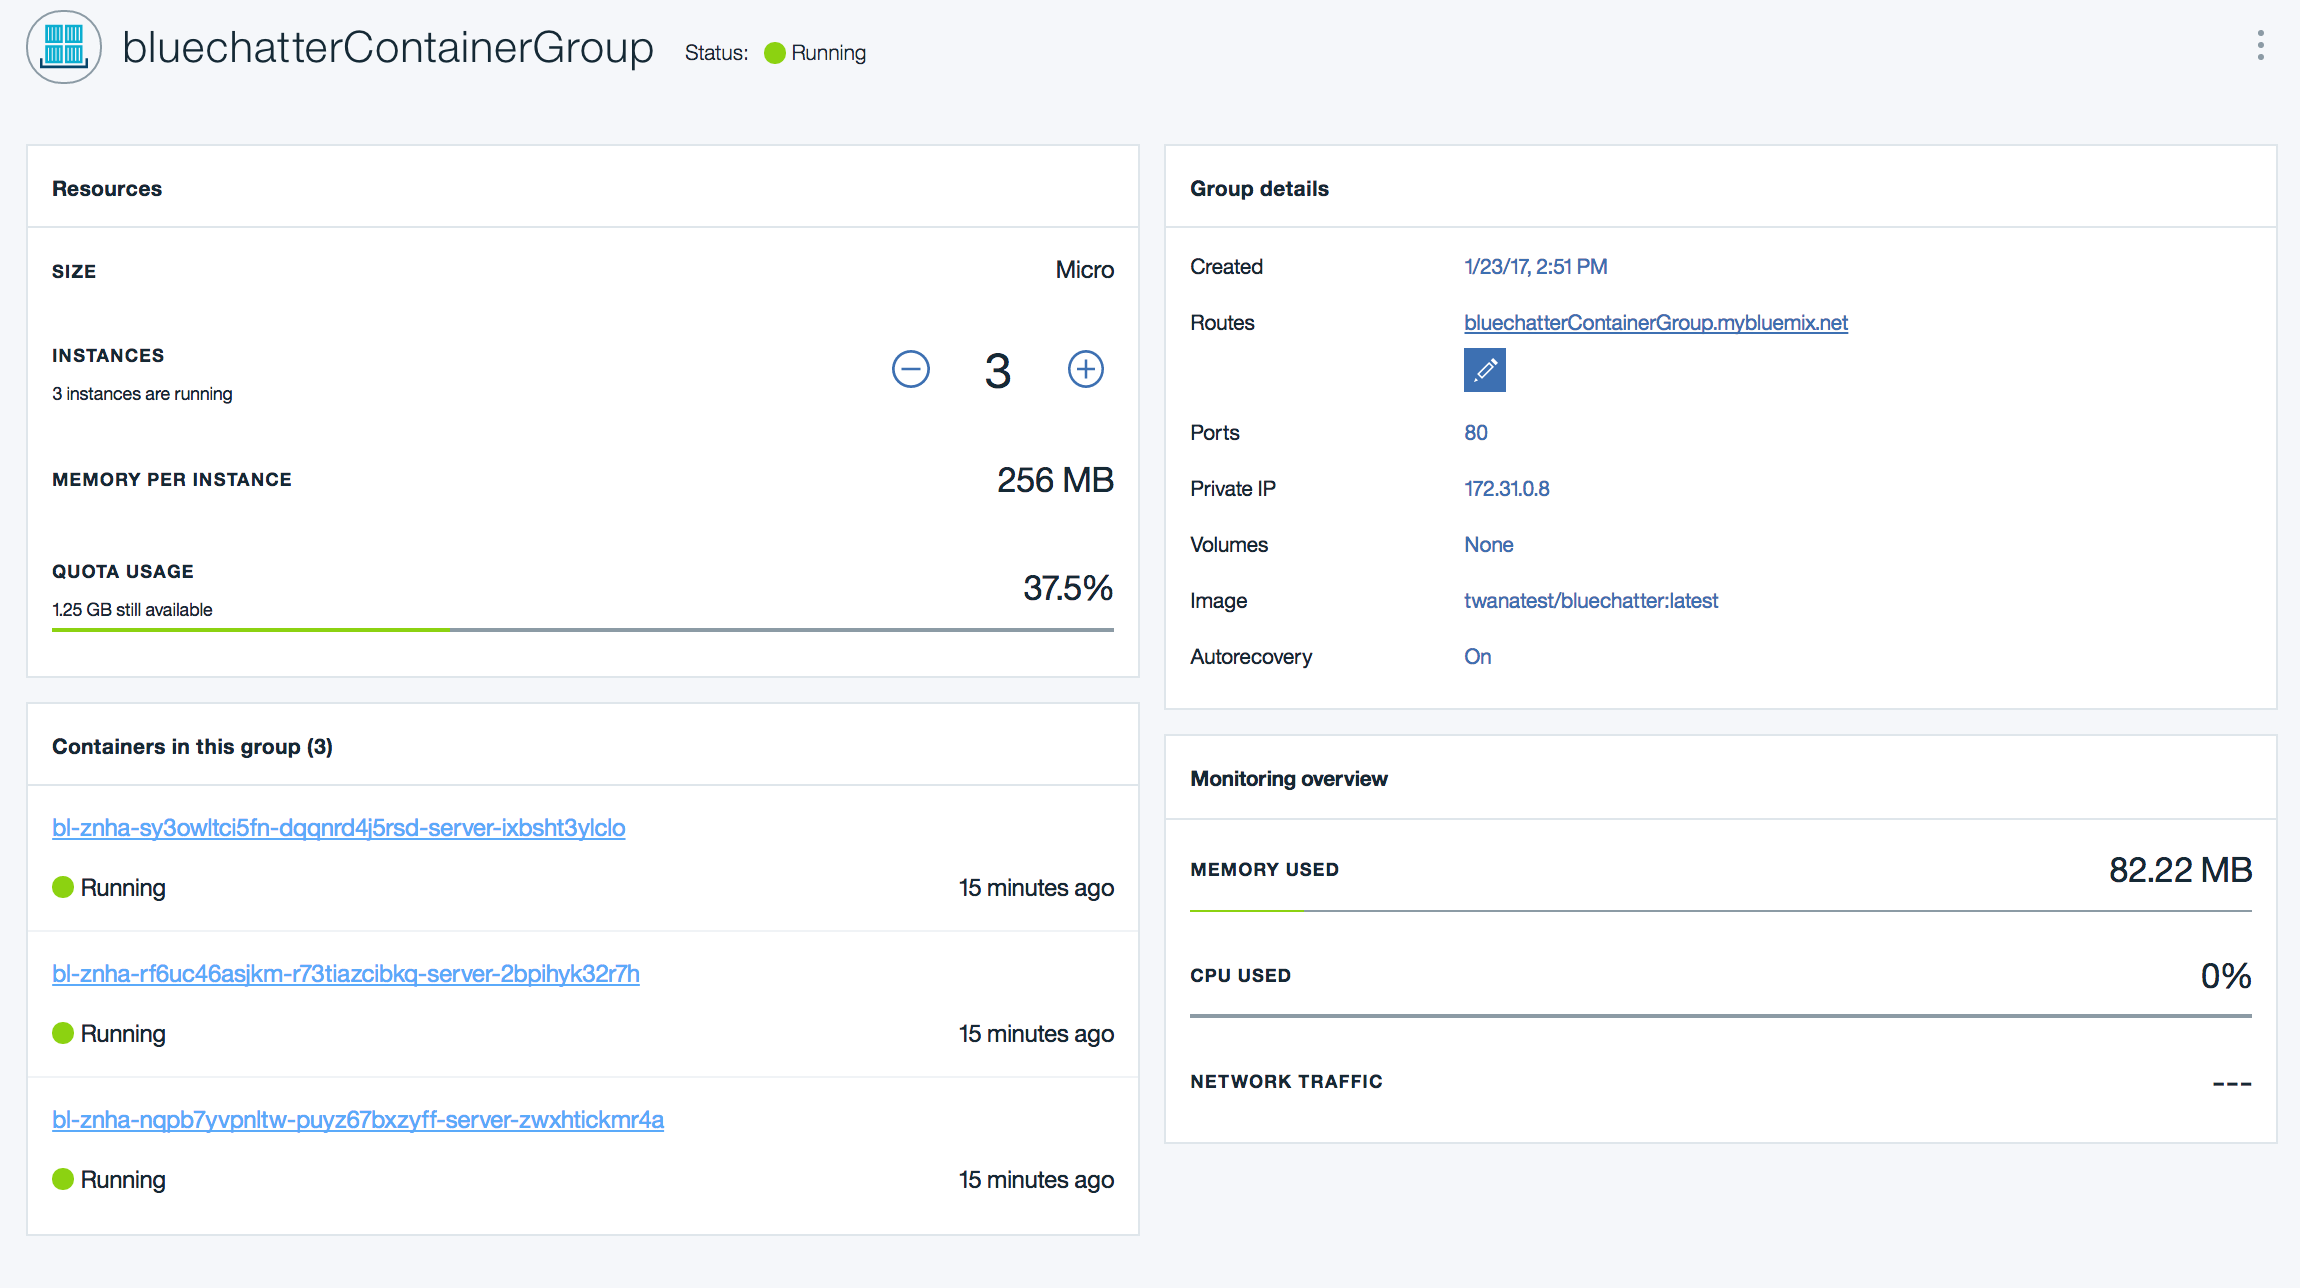 bluechatterContainerGroup Status: Running
Resources
SIZE Micro
INSTANCES 3
3 instances are running
MEMORY PER INSTANCE 256 MB
QUOTA USAGE 37.5%
1.25 GB still available
Containers in this group (3)
bl-znha-sy3owltci5fn-dqqnrd4j5rsd-server-ixbsht3ylclo
Running 15 minutes ago
bl-znha-rf6uc46asjkm-r73tiazcibkq-server-2bpihyk32r7h
Running 15 minutes ago
bl-znha-nqpb7yvpnltw-puyz67bxzyff-server-zwxhtickmr4a
Running 15 minutes ago
Group details
Created 1/23/17, 2:51 PM
Routes bluechatterContainerGroup.mybluemix.net
Ports 80
Private IP 172.31.0.8
Volumes None
Image twanatest/bluechatter:latest
Autorecovery On
Monitoring overview
MEMORY USED 82.22 MB
CPU USED 0%
NETWORK TRAFFIC ---